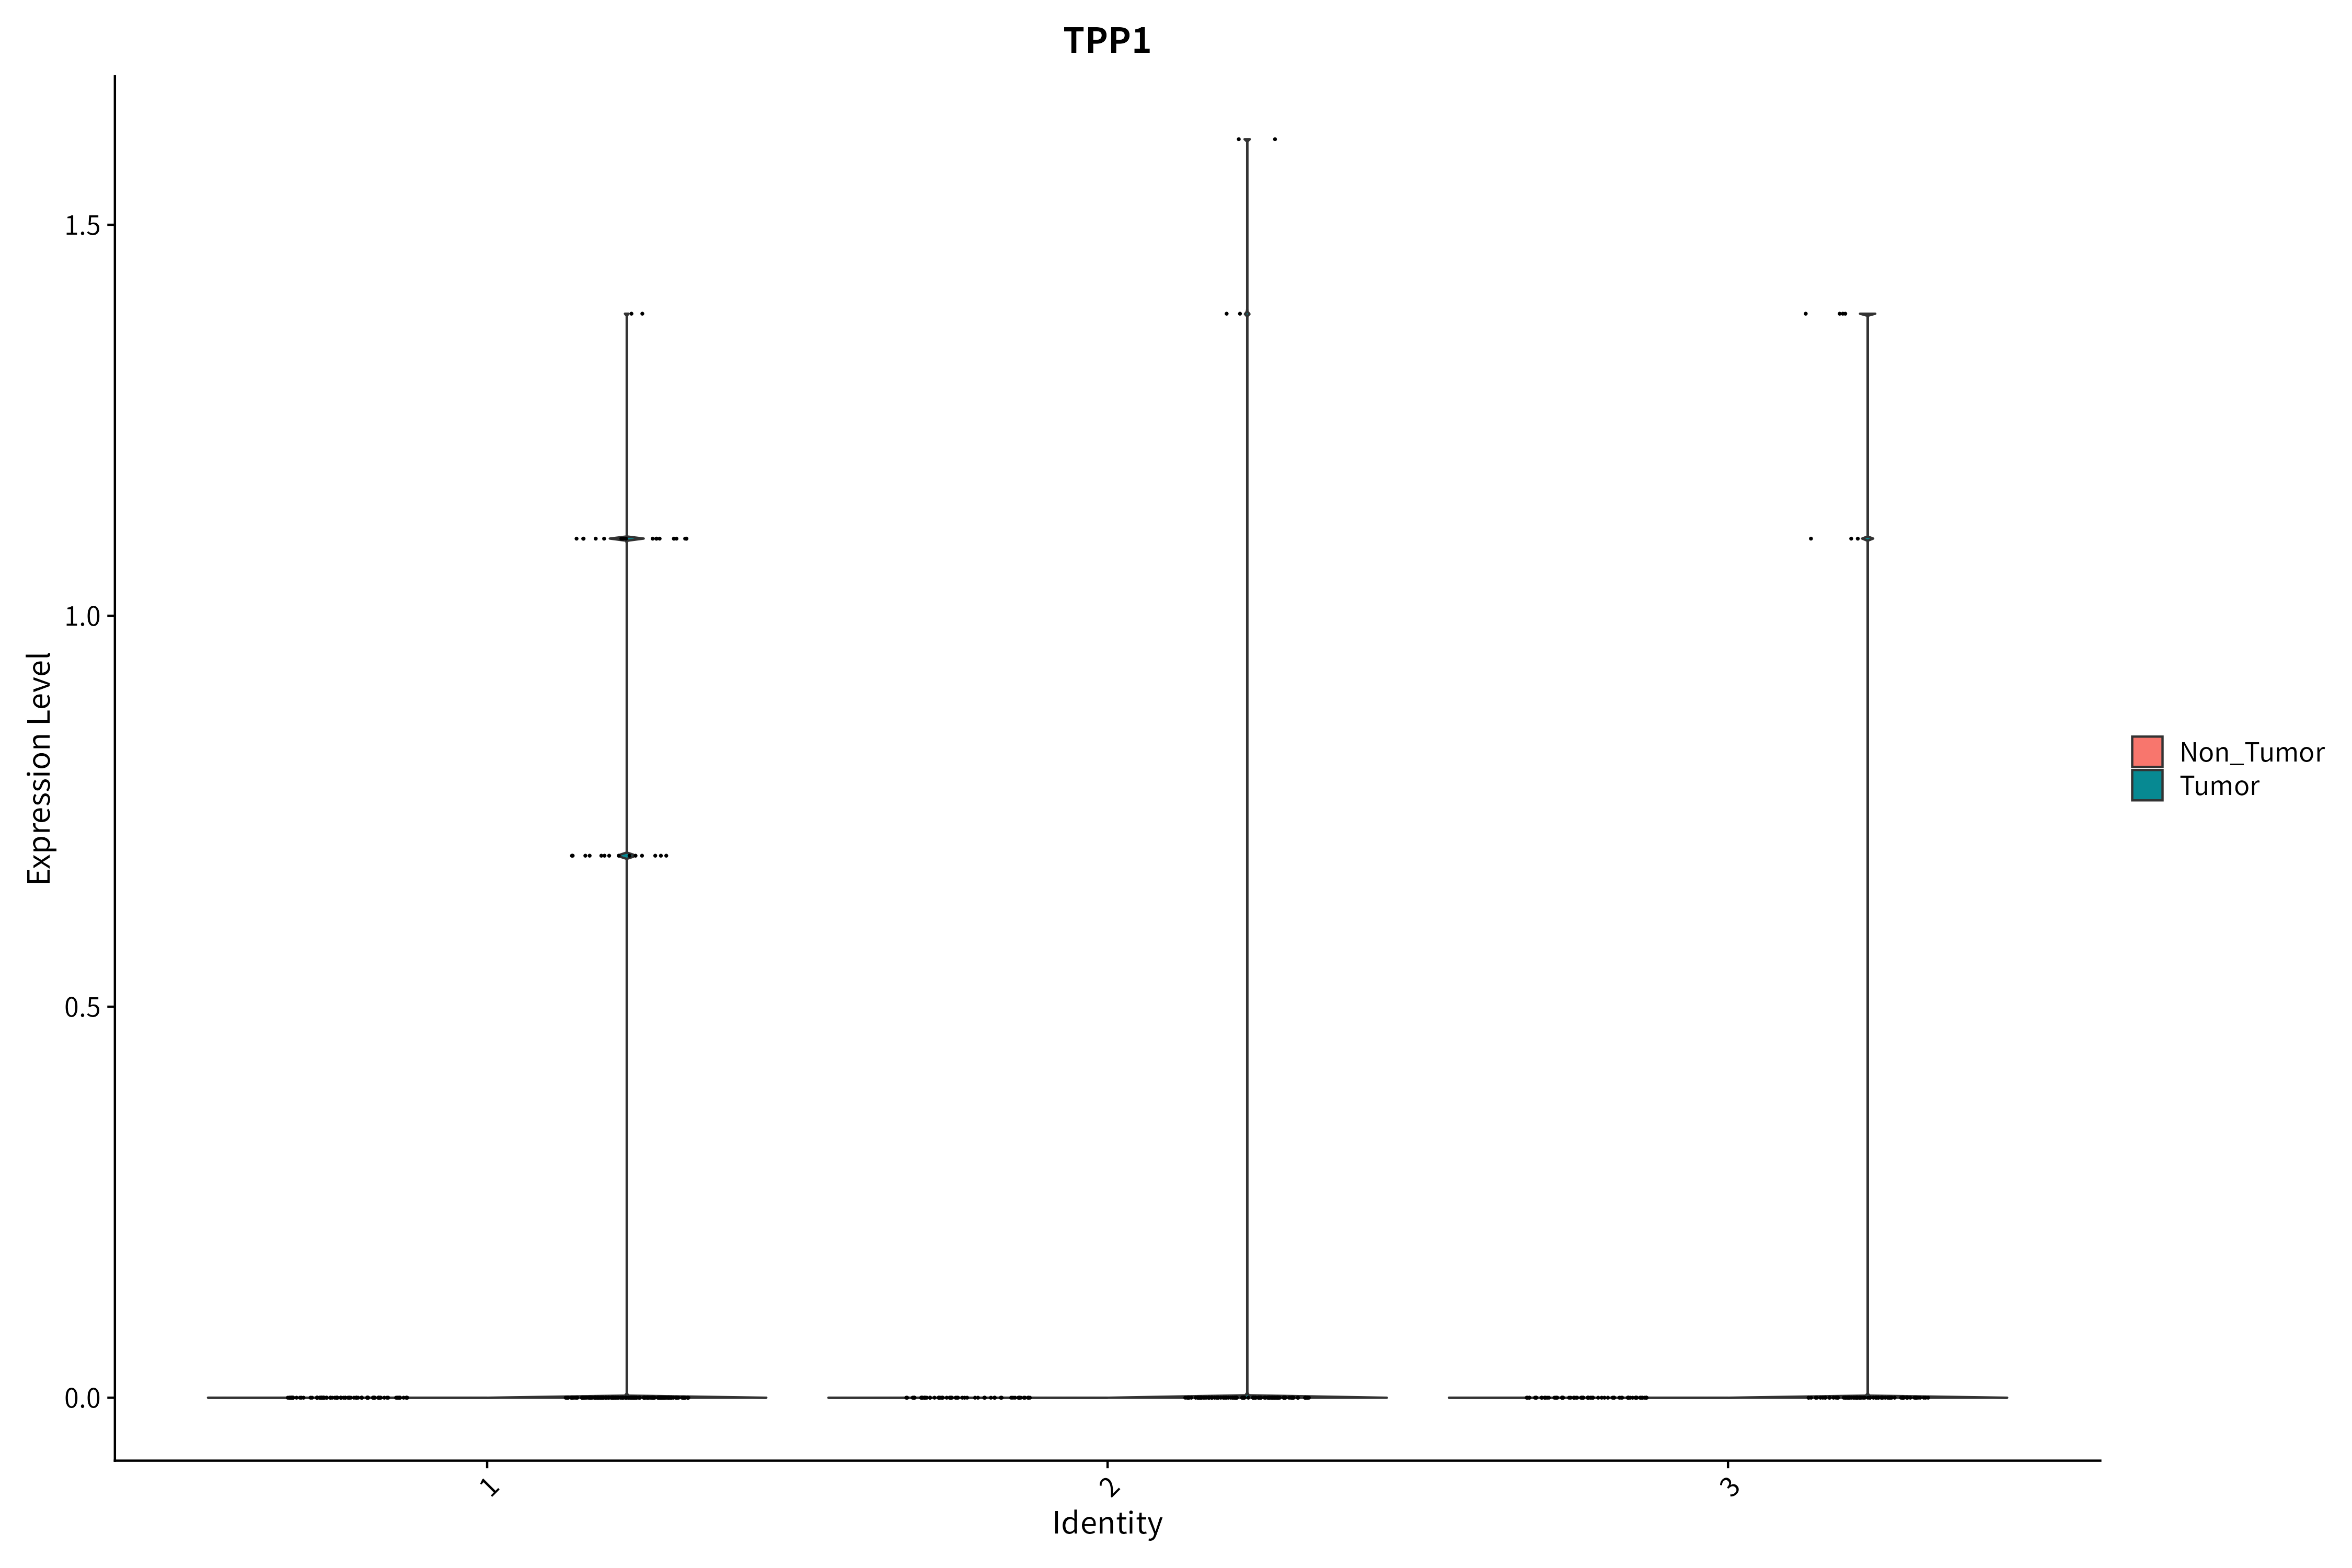 TPP1
Expression Level
1.5
1.0
0.5
0.0
1
2
3
Identity
Non_Tumor
Tumor